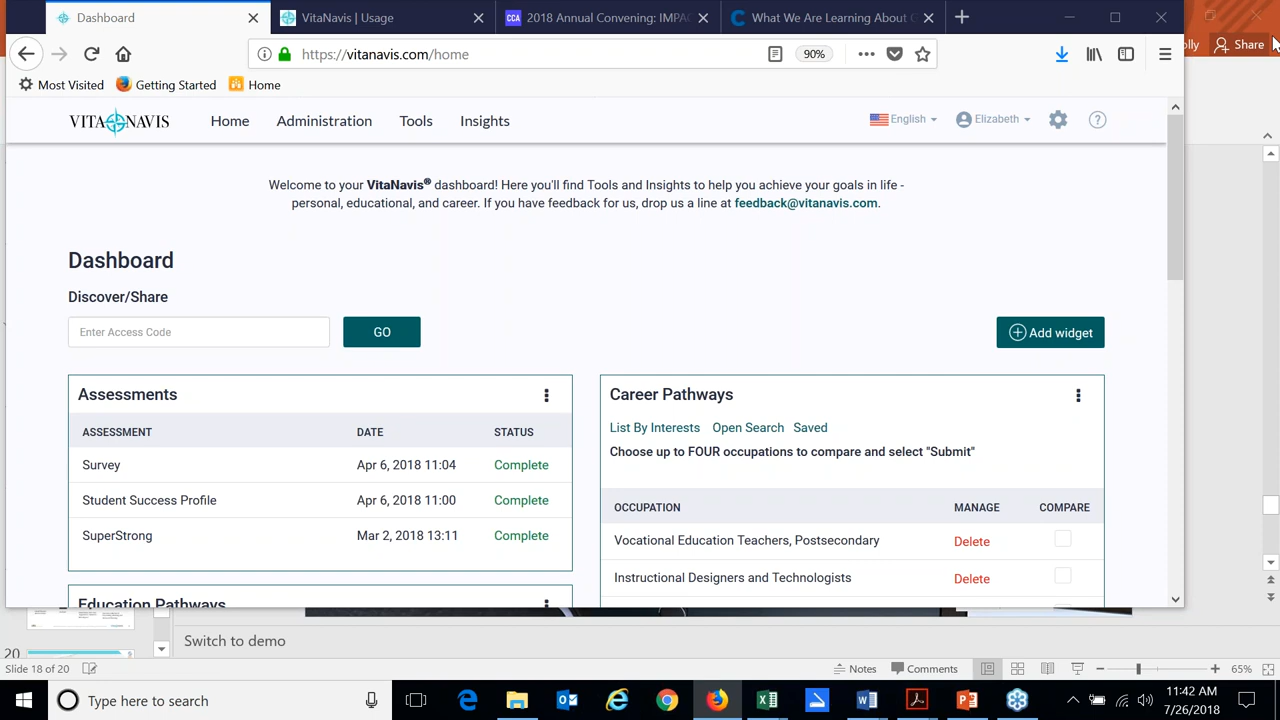 Dashboard
VitaNavis | Usage
CCA 2018 Annual Convening: IMPAC
What We Are Learning About
lly
Share
https://vitanavis.com/home
90%
Most Visited
Getting Started
Home
VITA NAVIS
Home
Administration
Tools
Insights
English
Elizabeth
Welcome to your VitaNavis® dashboard! Here you'll find Tools and Insights to help you achieve your goals in life -
personal, educational, and career. If you have feedback for us, drop us a line at feedback@vitanavis.com.
Dashboard
Discover/Share
Enter Access Code
GO
Add widget
Assessments
ASSESSMENT DATE STATUS
Survey Apr 6, 2018 11:04 Complete
Student Success Profile Apr 6, 2018 11:00 Complete
SuperStrong Mar 2, 2018 13:11 Complete
Education Pathways
Career Pathways
List By Interests Open Search Saved
Choose up to FOUR occupations to compare and select "Submit"
OCCUPATION MANAGE COMPARE
Vocational Education Teachers, Postsecondary Delete
Instructional Designers and Technologists Delete
20
Switch to demo
Slide 18 of 20
Notes
Comments
65%
Type here to search
11:42 AM
7/26/2018